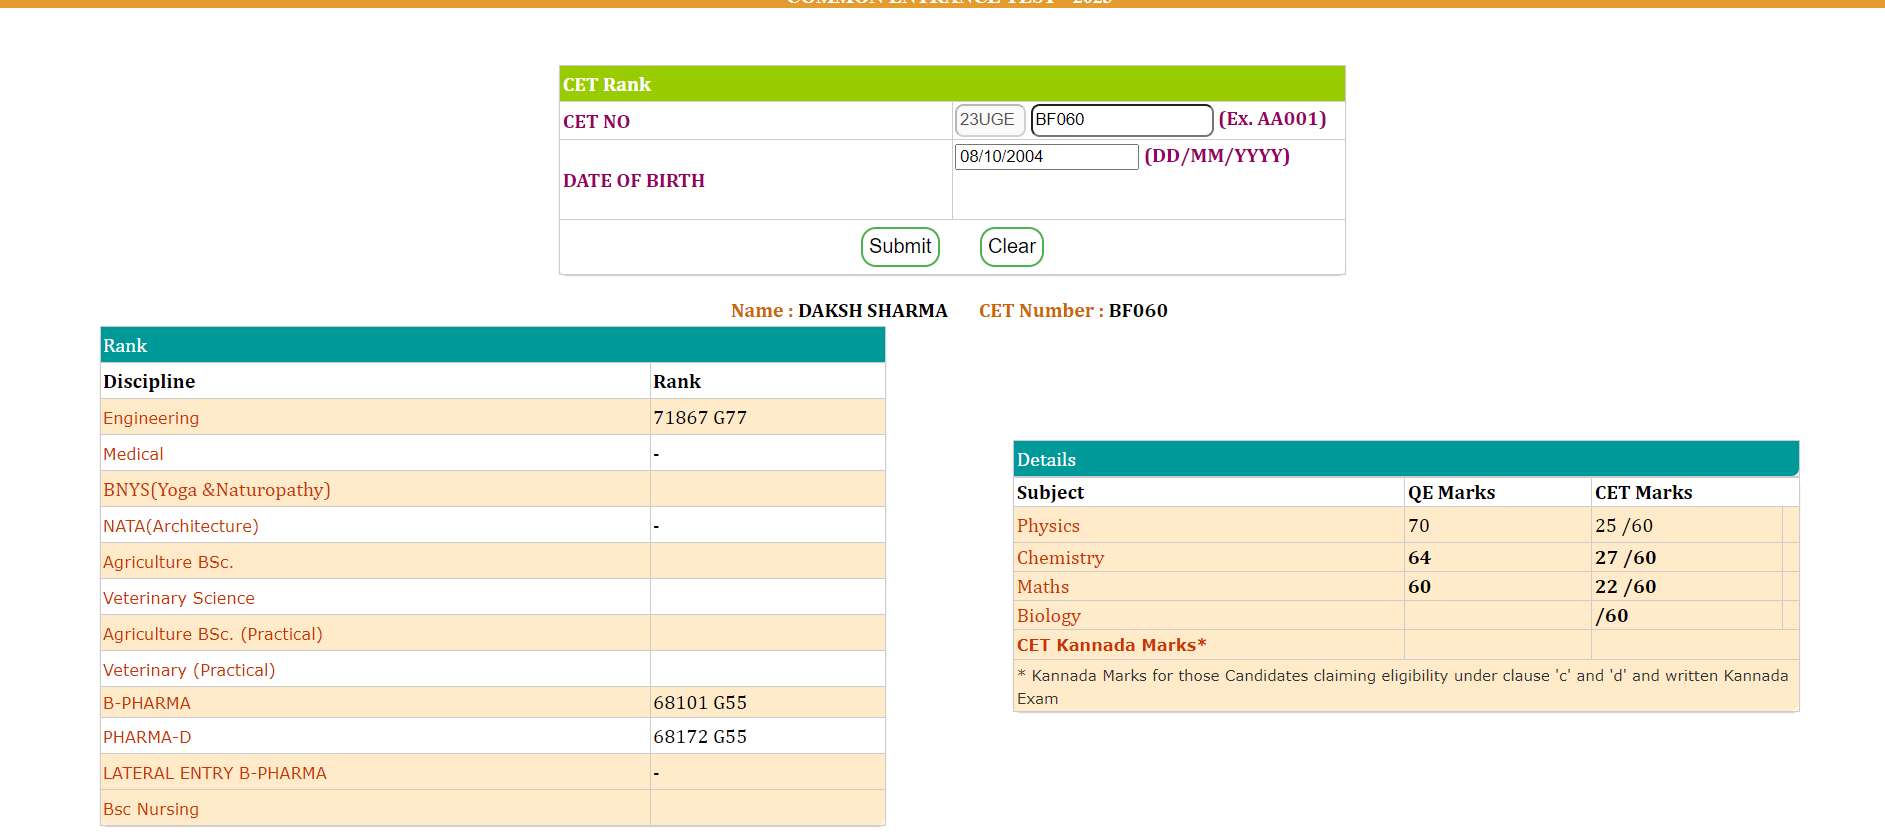 COMMON ENTRANCE TEST - 2023
CET Rank
CET NO 23UGE BF060 (Ex. AA001)
DATE OF BIRTH 08/10/2004 (DD/MM/YYYY)
Submit Clear
Name : DAKSH SHARMA CET Number : BF060
Rank
Discipline Rank
Engineering 71867 G77
Medical -
BNYS(Yoga &Naturopathy)
NATA(Architecture) -
Agriculture BSc.
Veterinary Science
Agriculture BSc. (Practical)
Veterinary (Practical)
B-PHARMA 68101 G55
PHARMA-D 68172 G55
LATERAL ENTRY B-PHARMA -
Bsc Nursing
Details
Subject QE Marks CET Marks
Physics 70 25 /60
Chemistry 64 27 /60
Maths 60 22 /60
Biology /60
CET Kannada Marks*
* Kannada Marks for those Candidates claiming eligibility under clause 'c' and 'd' and written Kannada
Exam